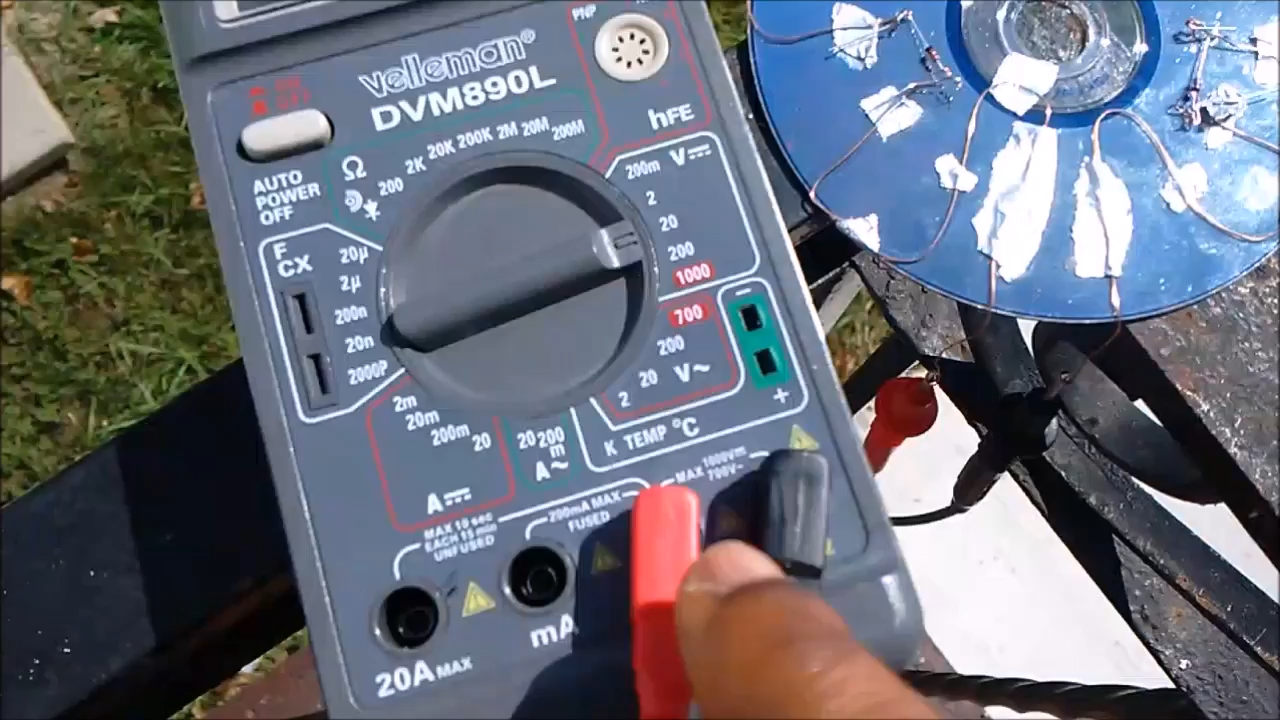 velleman®
DVM890L
PNP
hFE
AUTO
POWER
OFF
Ω
200
2K
20K
200K
2M
20M
200M
200m
V⎓
2
20
200
1000
700
200
20
V~
2
F
CX
20µ
2µ
200n
20n
2000P
2m
20m
200m
20
A⎓
20
200
m
A~
K TEMP °C
−
+
MAX 10 sec
EACH 15 min
UNFUSED
200mA MAX
FUSED
MAX 1000V⎓
700V~
20A MAX
mA